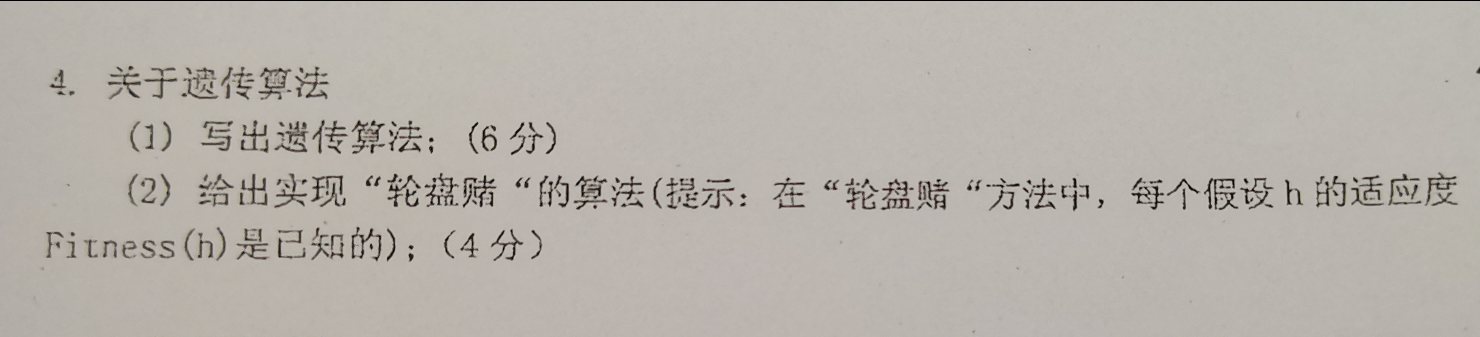 4. 关于遗传算法
(1) 写出遗传算法；(6 分)
(2) 给出实现“轮盘赌“的算法(提示：在“轮盘赌“方法中，每个假设 h 的适应度
Fitness(h)是已知的)；（4 分）